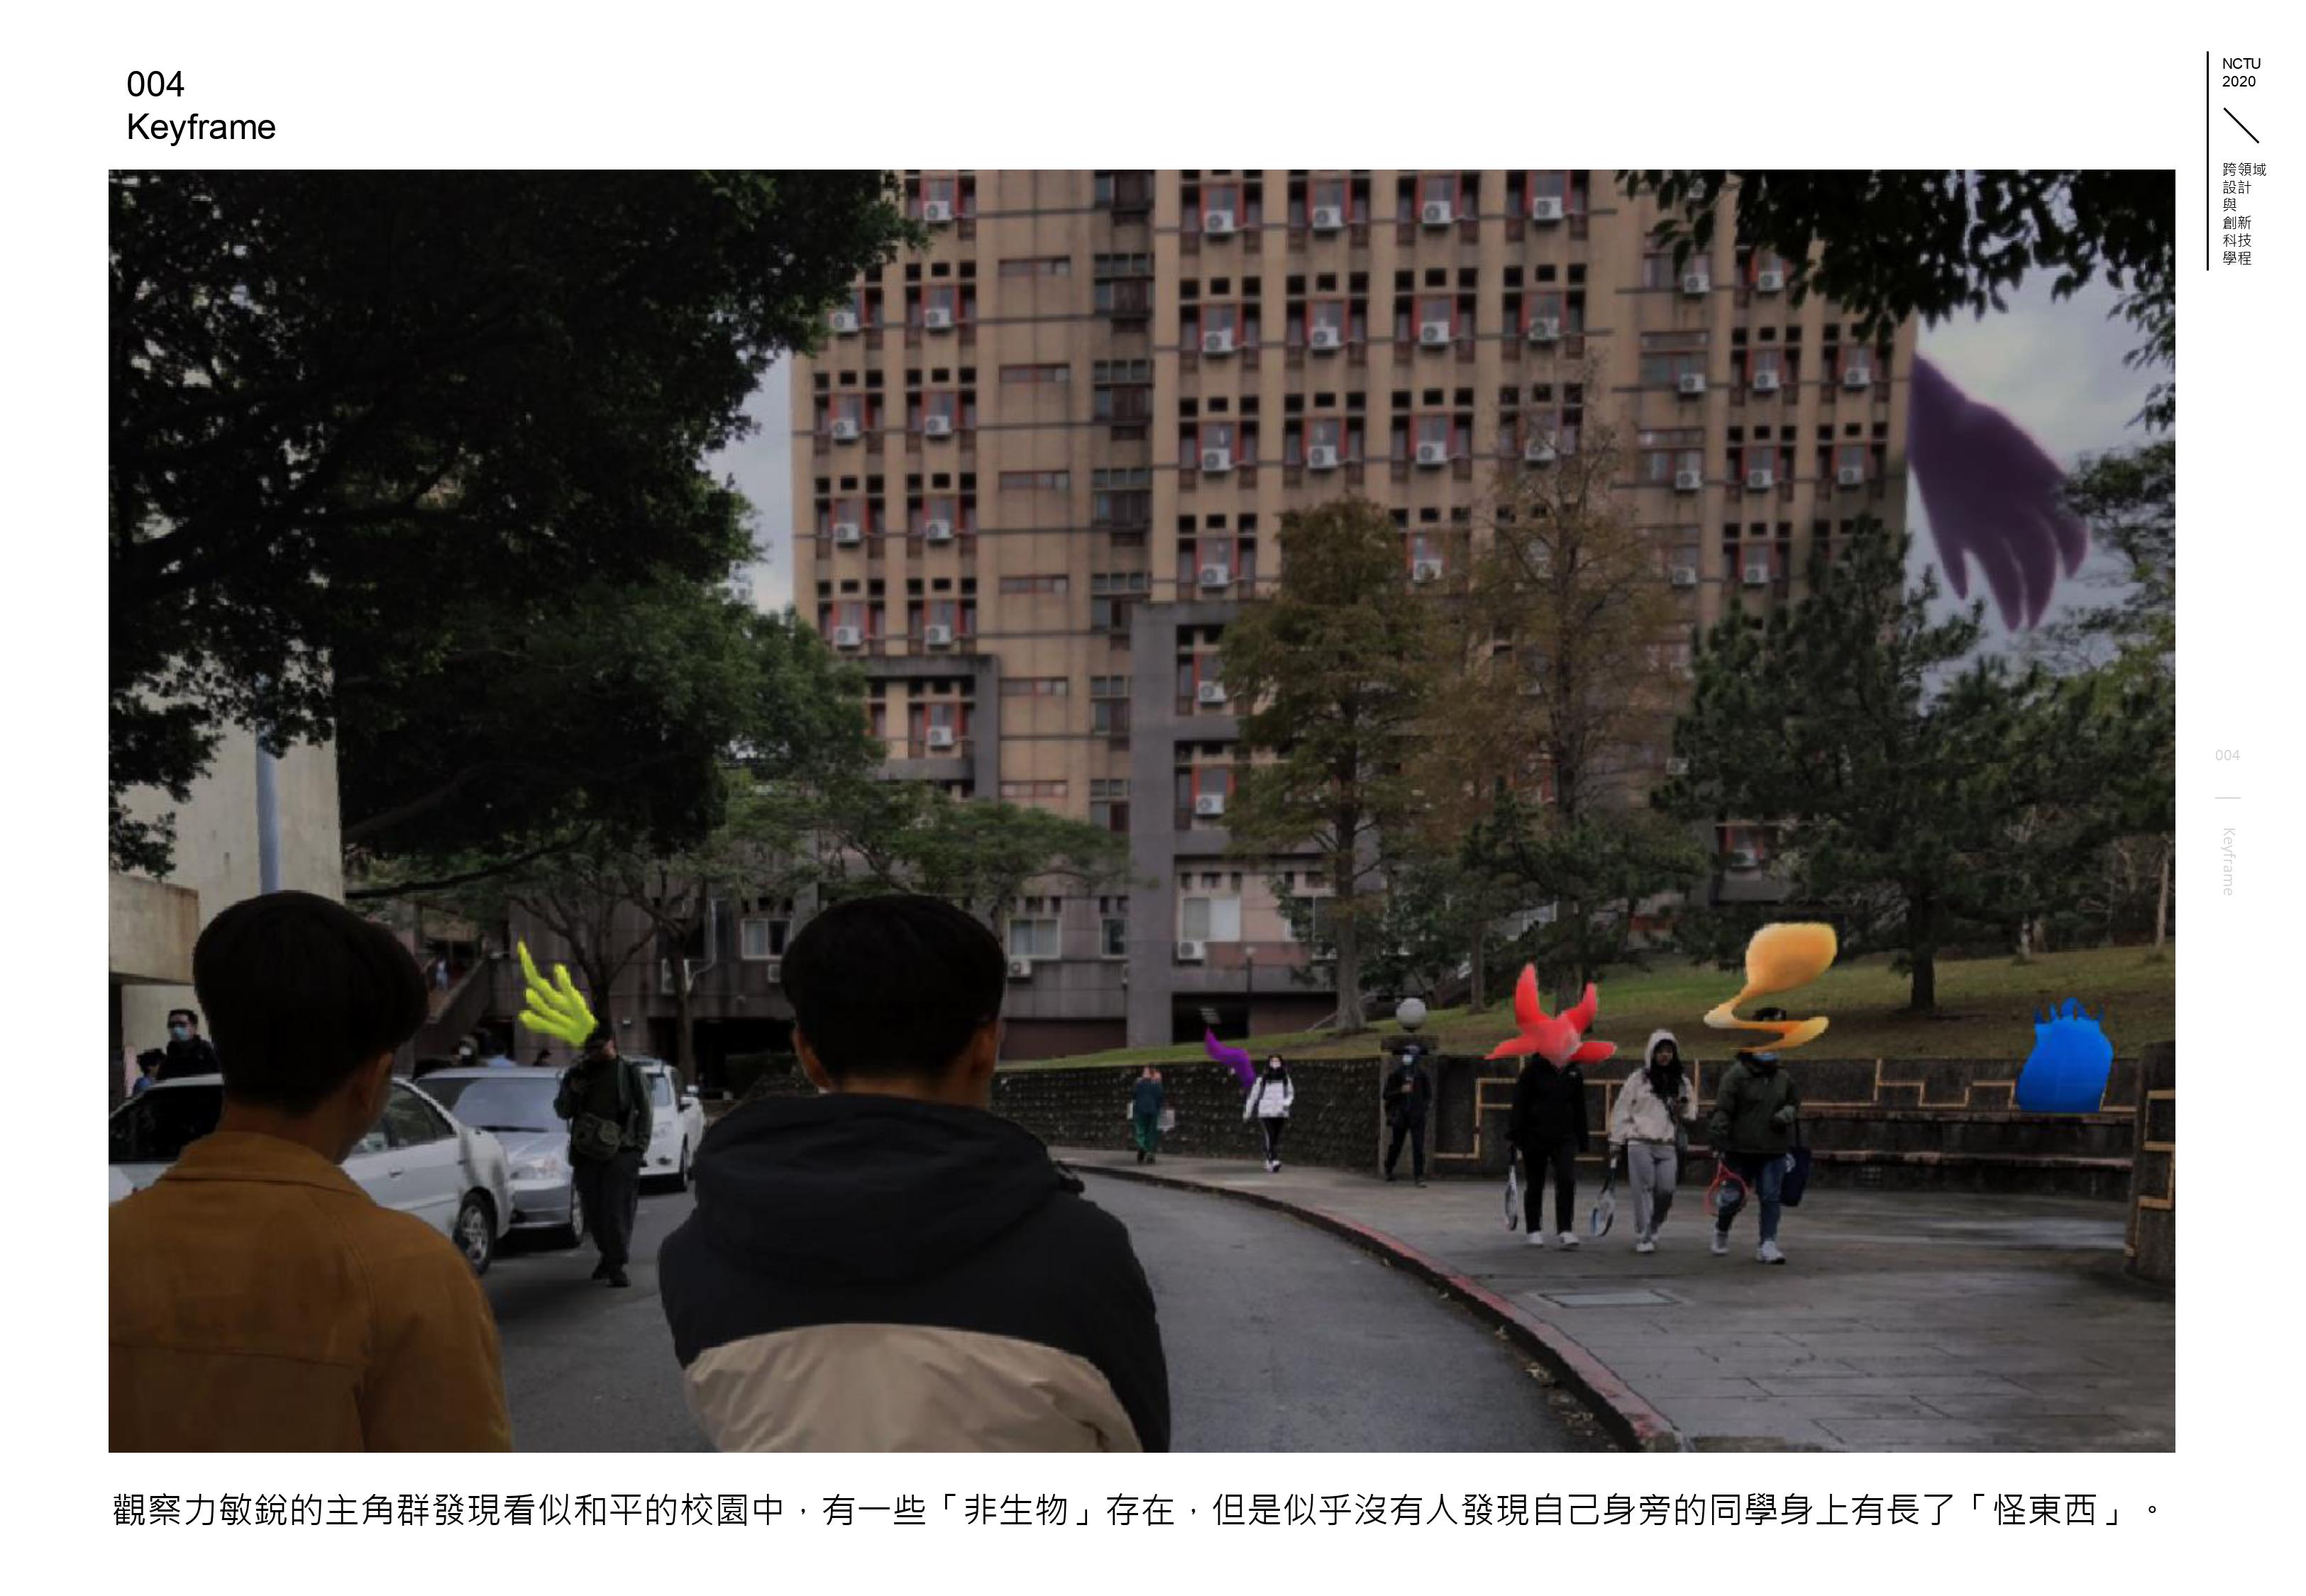 004
Keyframe
NCTU
2020
跨領域
設計
與
創新
科技
學程
004
Keyframe
觀察力敏銳的主角群發現看似和平的校園中，有一些「非生物」存在，但是似乎沒有人發現自己身旁的同學身上有長了「怪東西」。